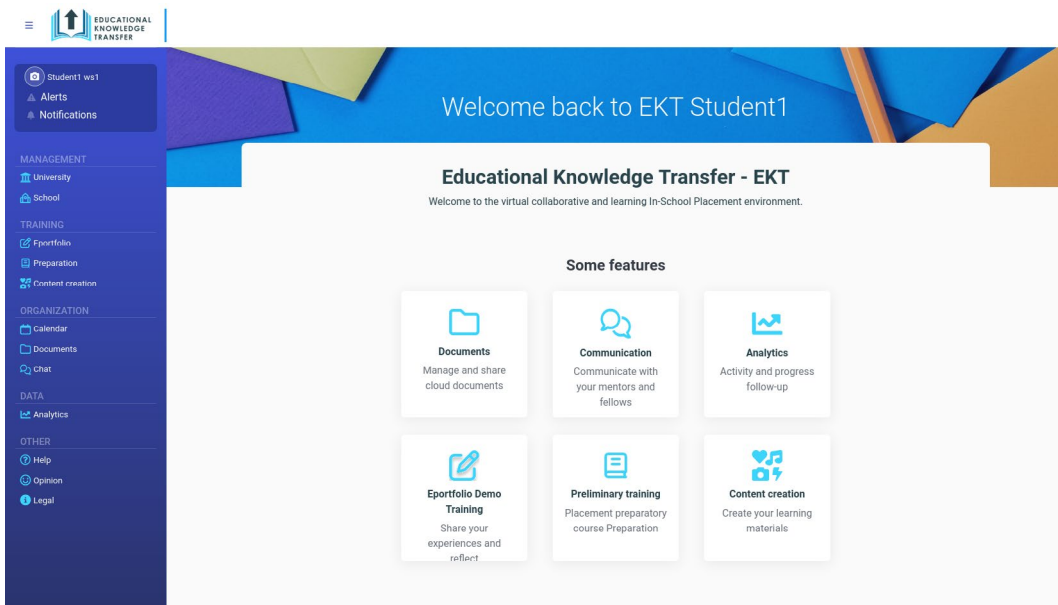 EDUCATIONAL
KNOWLEDGE
TRANSFER
Student1 ws1
Alerts
Notifications
MANAGEMENT
University
School
TRAINING
Eportfolio
Preparation
Content creation
ORGANIZATION
Calendar
Documents
Chat
DATA
Analytics
OTHER
Help
Opinion
Legal
Welcome back to EKT Student1
Educational Knowledge Transfer - EKT
Welcome to the virtual collaborative and learning In-School Placement environment.
Some features
Documents
Manage and share
cloud documents
Communication
Communicate with
your mentors and
fellows
Analytics
Activity and progress
follow-up
Eportfolio Demo
Training
Share your
experiences and
reflect
Preliminary training
Placement preparatory
course Preparation
Content creation
Create your learning
materials